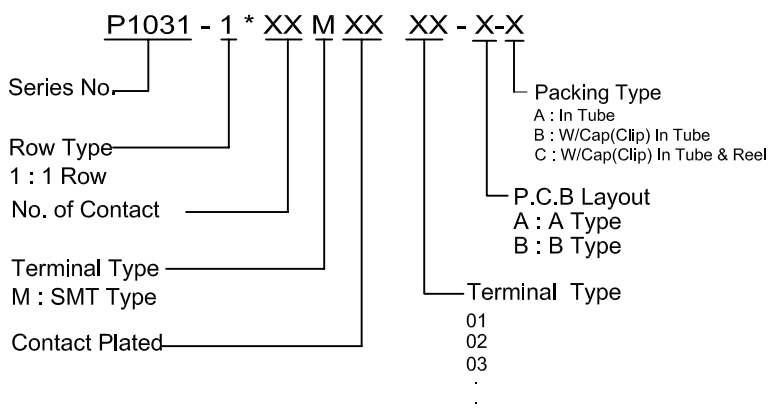 P1031 - 1 * XX M XX XX - X-X
Series No.
Row Type
1 : 1 Row
No. of Contact
Terminal Type
M : SMT Type
Contact Plated
Packing Type
A : In Tube
B : W/Cap(Clip) In Tube
C : W/Cap(Clip) In Tube & Reel
P.C.B Layout
A : A Type
B : B Type
Terminal Type
01
02
03
.
.